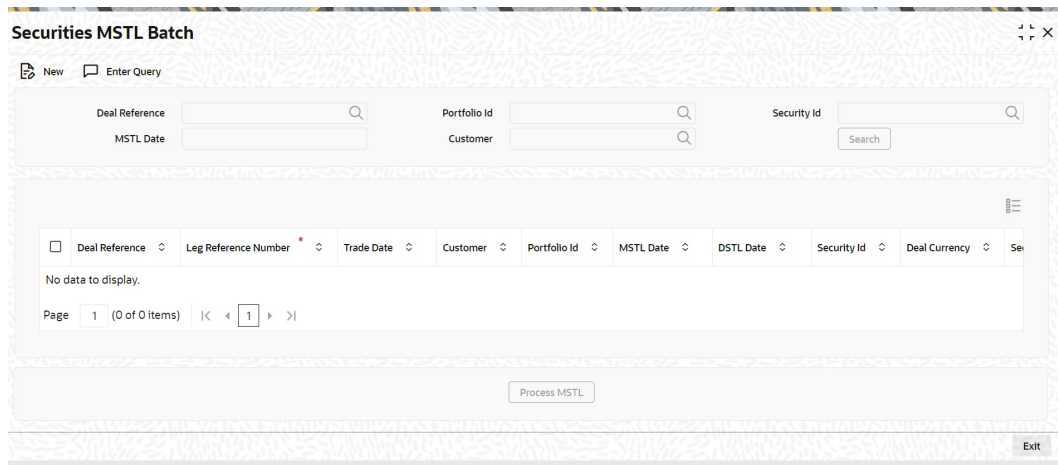 Securities MSTL Batch
New Enter Query
Deal Reference Portfolio Id Security Id
MSTL Date Customer Search
Deal Reference Leg Reference Number * Trade Date Customer Portfolio Id MSTL Date DSTL Date Security Id Deal Currency Se
No data to display.
Page 1 (0 of 0 items) 1
Process MSTL
Exit